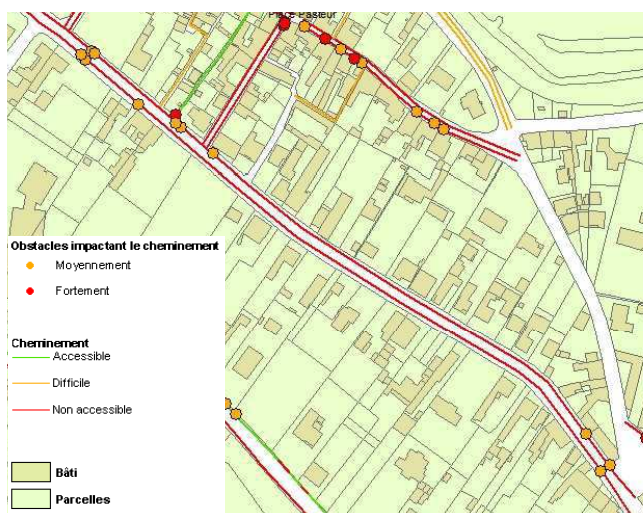 Place Pasteur
Obstacles impactant le cheminement
Moyennement
Fortement
Cheminement
Accessible
Difficile
Non accessible
Bâti
Parcelles